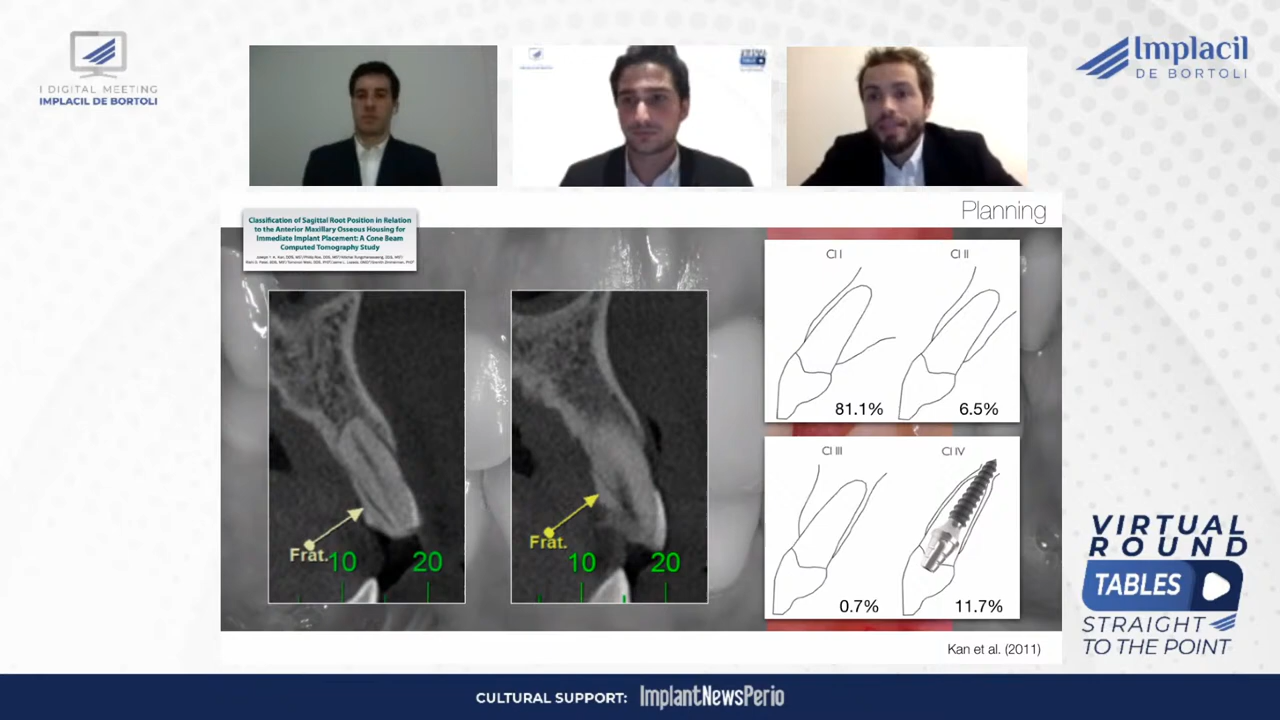 I DIGITAL MEETING
IMPLACIL DE BORTOLI
Implacil
DE BORTOLI
Planning
Classification of Sagittal Root Position in Relation
to the Anterior Maxillary Osseous Housing for
Immediate Implant Placement: A Cone Beam
Computed Tomography Study
Cl I
Cl II
81.1%
6.5%
Cl III
Cl IV
0.7%
11.7%
Frat.
10
20
Frat.
10
20
Kan et al. (2011)
VIRTUAL
ROUND
TABLES
STRAIGHT
TO THE POINT
CULTURAL SUPPORT: ImplantNewsPerio